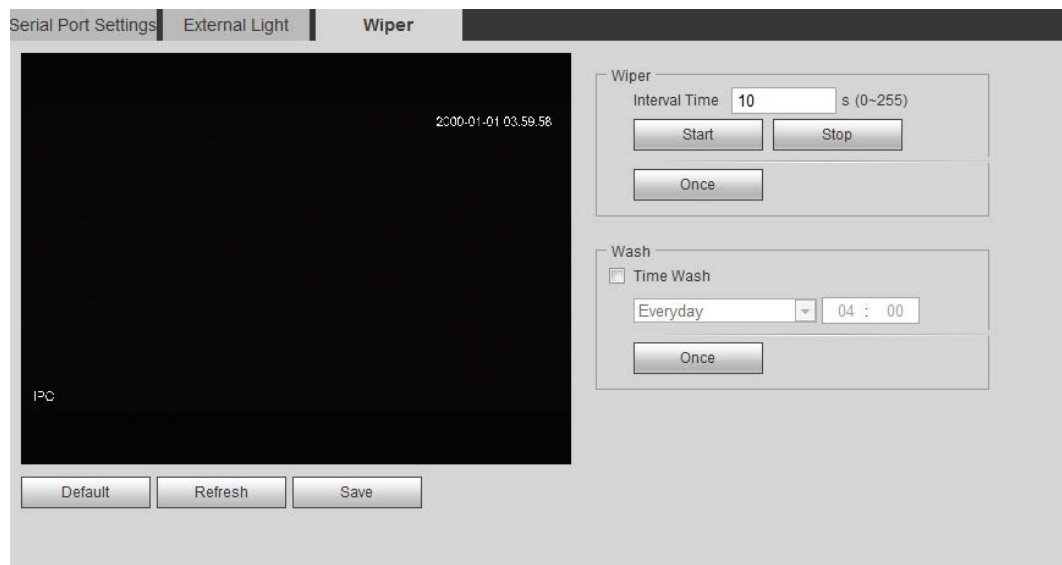 Serial Port Settings External Light Wiper
2000-01-01 03:59:58
IPC
Default Refresh Save
Wiper
Interval Time 10 s (0~255)
Start Stop
Once
Wash
Time Wash
Everyday 04 : 00
Once